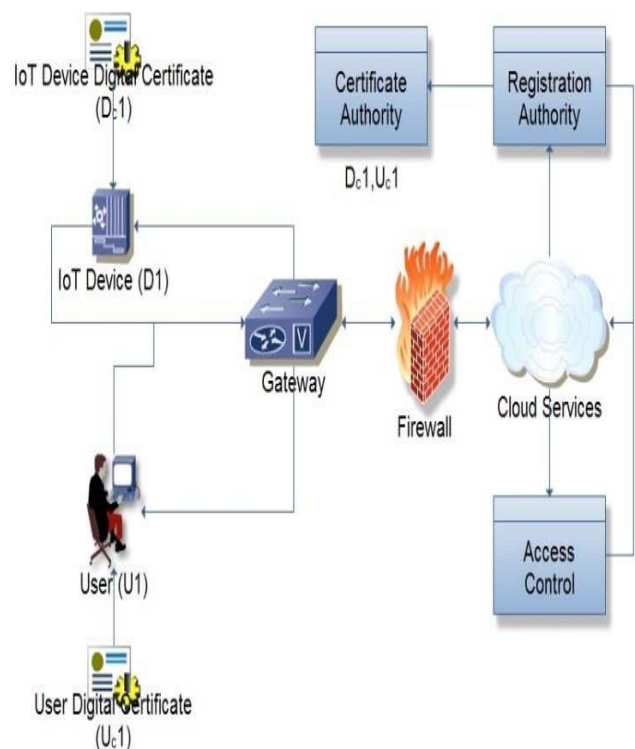 IoT Device Digital Certificate
(Dc1)
Certificate
Authority
Registration
Authority
Dc1,Uc1
IoT Device (D1)
V
Gateway
Firewall
Cloud Services
User (U1)
Access
Control
User Digital Certificate
(Uc1)